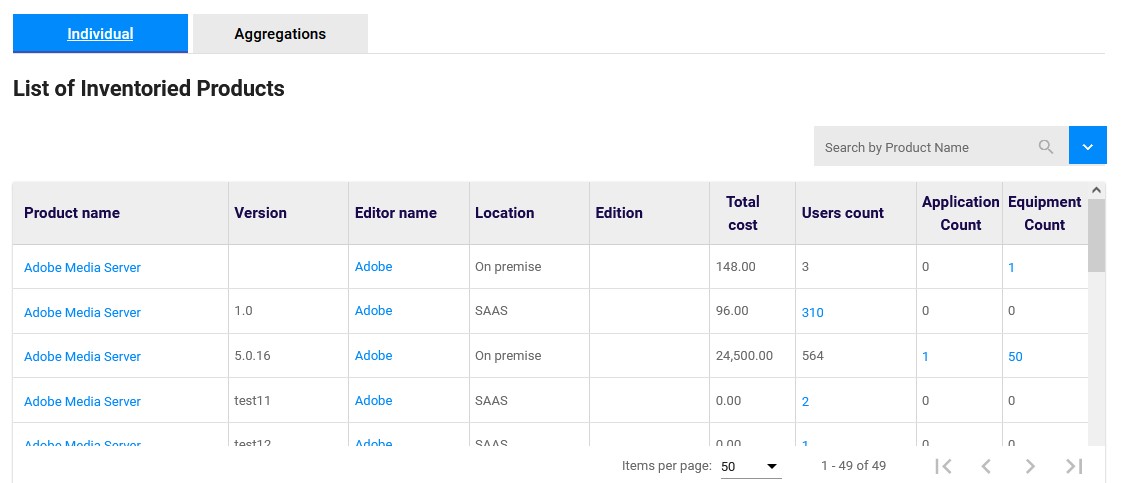 Individual
Aggregations
List of Inventoried Products
Search by Product Name
Product name Version Editor name Location Edition Total cost Users count Application Count Equipment Count
Adobe Media Server Adobe On premise 148.00 3 0 1
Adobe Media Server 1.0 Adobe SAAS 96.00 310 0 0
Adobe Media Server 5.0.16 Adobe On premise 24,500.00 564 1 50
Adobe Media Server test11 Adobe SAAS 0.00 2 0 0
Adobe Media Server test12 Adobe SAAS 0.00 1 0 0
Items per page: 50 1 - 49 of 49